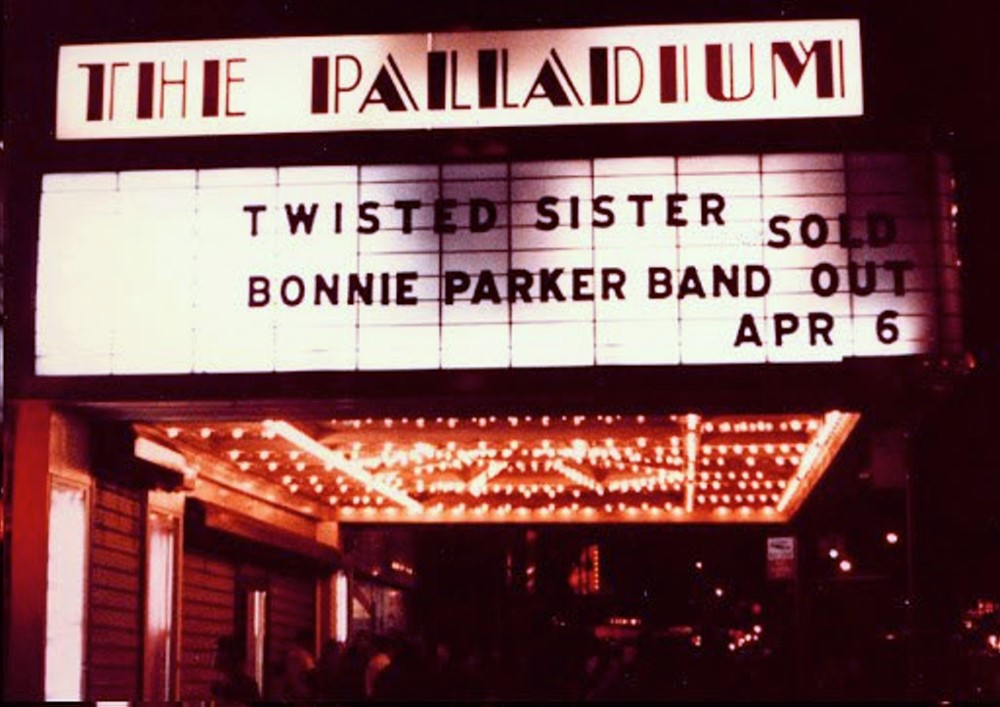 THE PALLADIUM
TWISTED SISTER SOLD
BONNIE PARKER BAND OUT
APR 6